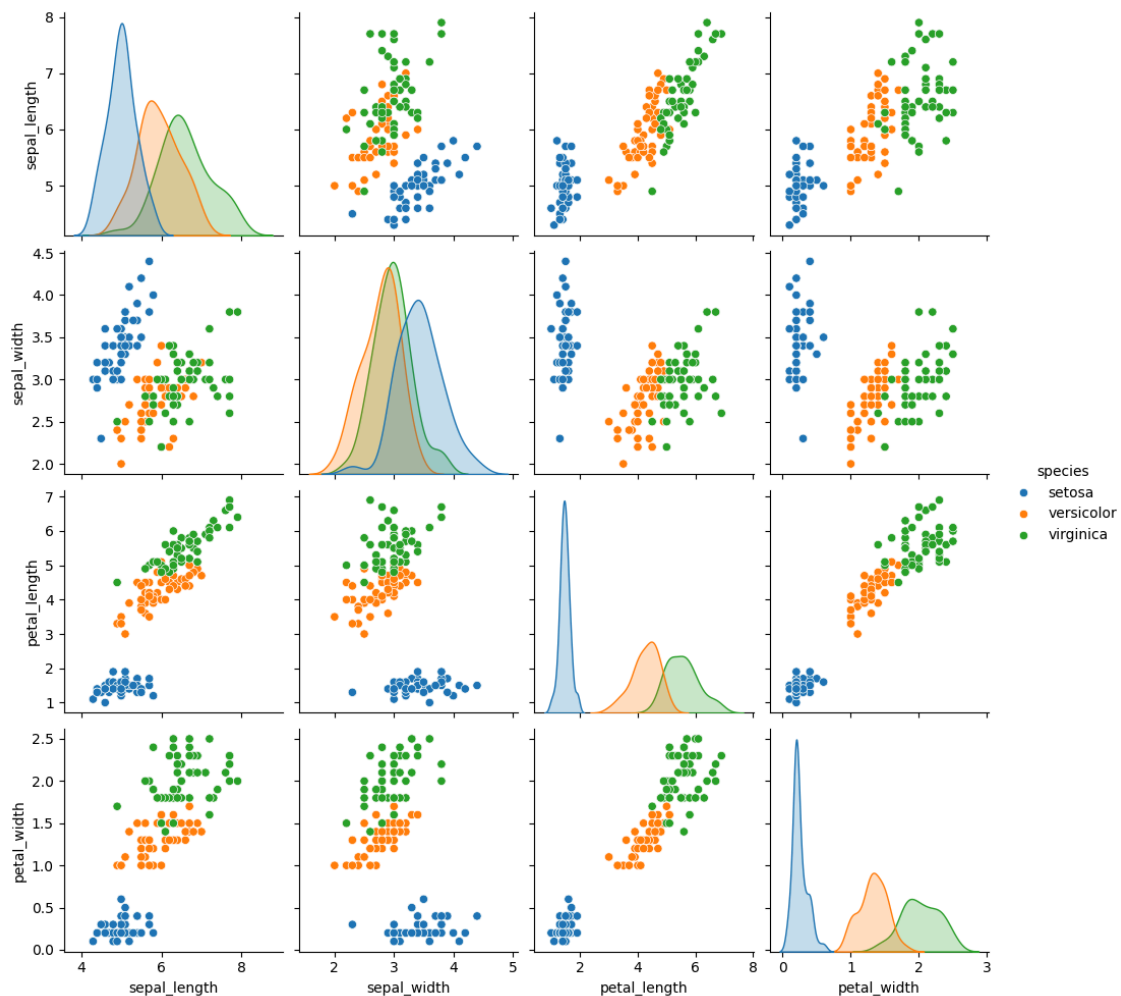 8
7
6
5
sepal_length
4.5
4.0
3.5
3.0
2.5
2.0
sepal_width
species
setosa
versicolor
virginica
7
6
5
4
3
2
1
petal_length
2.5
2.0
1.5
1.0
0.5
0.0
petal_width
4 6 8
2 3 4 5
2 4 6 8
0 1 2 3
sepal_length
sepal_width
petal_length
petal_width